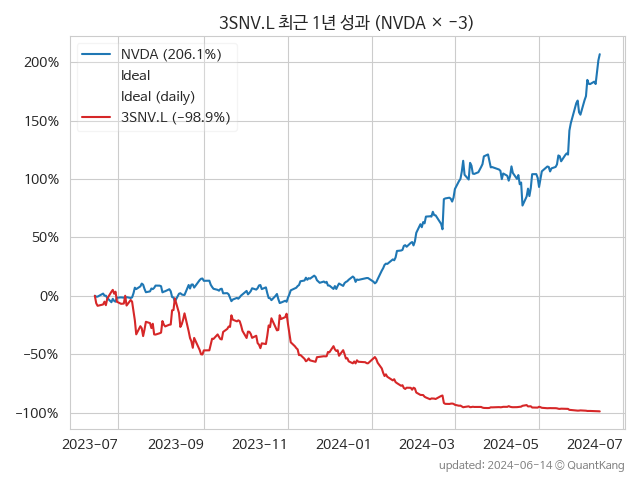 3SNV.L 최근 1년 성과 (NVDA × −3)
NVDA (206.1%)
Ideal
Ideal (daily)
3SNV.L (−98.9%)
200%
150%
100%
50%
0%
−50%
−100%
2023-07 2023-09 2023-11 2024-01 2024-03 2024-05 2024-07
updated: 2024-06-14 © QuantKang